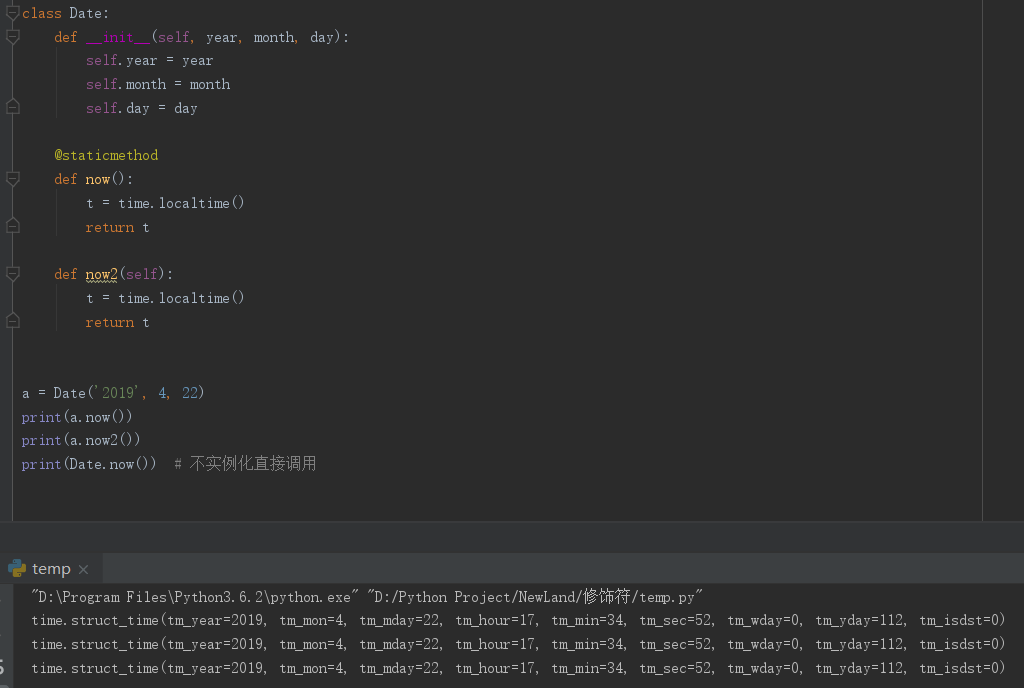 class Date:
def __init__(self, year, month, day):
self.year = year
self.month = month
self.day = day
@staticmethod
def now():
t = time.localtime()
return t
def now2(self):
t = time.localtime()
return t
a = Date('2019', 4, 22)
print(a.now())
print(a.now2())
print(Date.now())  # 不实例化直接调用
temp
"D:\Program Files\Python3.6.2\python.exe" "D:/Python Project/NewLand/修饰符/temp.py"
time.struct_time(tm_year=2019, tm_mon=4, tm_mday=22, tm_hour=17, tm_min=34, tm_sec=52, tm_wday=0, tm_yday=112, tm_isdst=0)
time.struct_time(tm_year=2019, tm_mon=4, tm_mday=22, tm_hour=17, tm_min=34, tm_sec=52, tm_wday=0, tm_yday=112, tm_isdst=0)
time.struct_time(tm_year=2019, tm_mon=4, tm_mday=22, tm_hour=17, tm_min=34, tm_sec=52, tm_wday=0, tm_yday=112, tm_isdst=0)